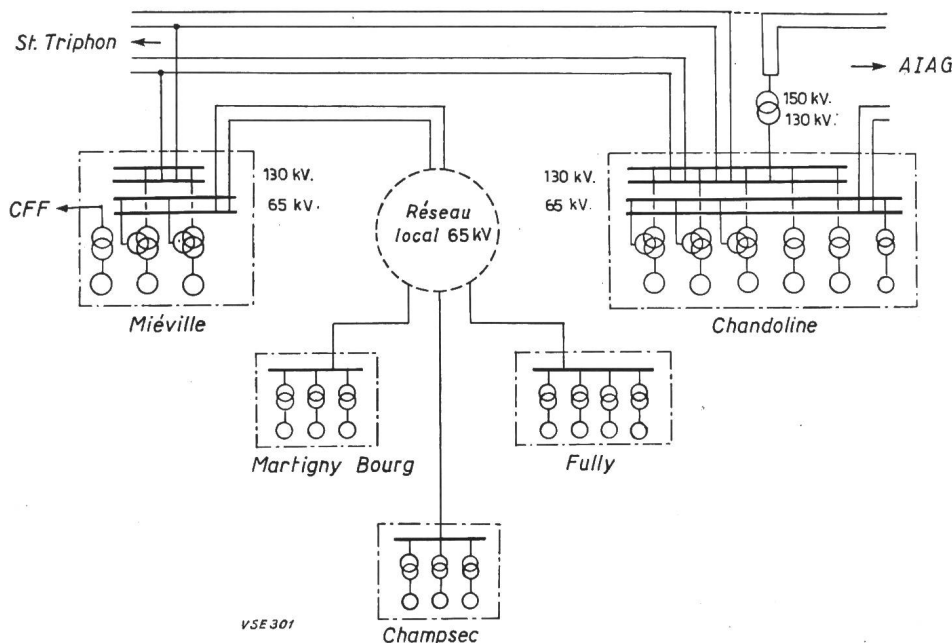 St. Triphon
AIAG
150 kV.
130 kV.
130 kV.
65 kV.
CFF
Réseau
local 65 kV
130 kV.
65 kV.
Miéville
Chandoline
Martigny Bourg
Fully
Champsec
VSE 301